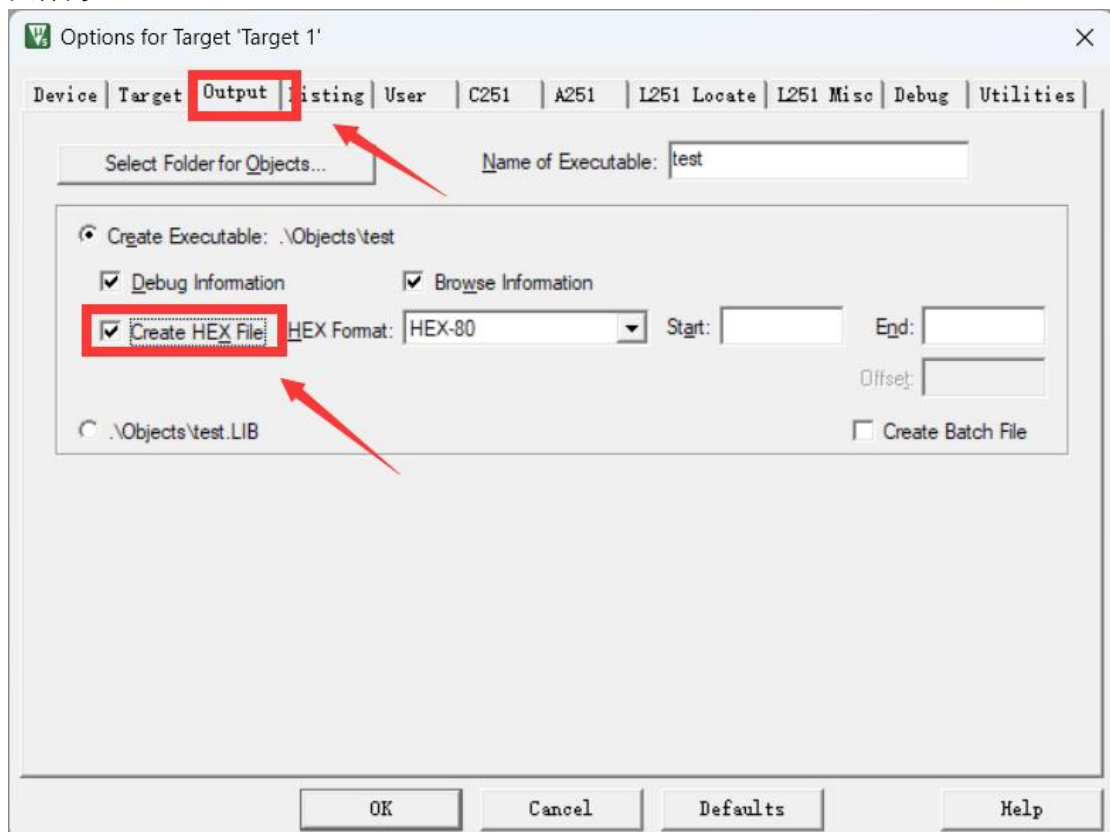 Options for Target 'Target 1'
Device Target Output Listing User C251 A251 L251 Locate L251 Misc Debug Utilities
Select Folder for Objects... Name of Executable: test
Create Executable: .\Objects\test
Debug Information Browse Information
Create HEX File HEX Format: HEX-80 Start: End:
Offset:
.\Objects\test.LIB Create Batch File
OK Cancel Defaults Help